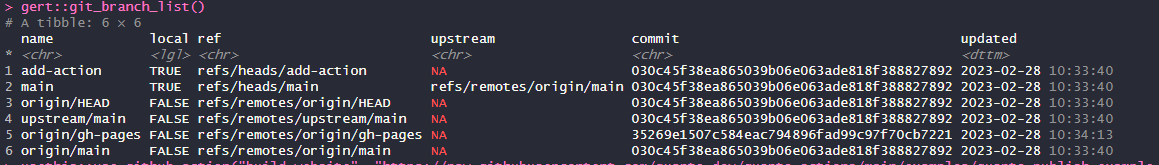 > gert::git_branch_list()
# A tibble: 6 × 6
name local ref upstream commit updated
* <chr> <lgl> <chr> <chr> <chr> <dttm>
1 add-action TRUE refs/heads/add-action NA 030c45f38ea865039b06e063ade818f388827892 2023-02-28 10:33:40
2 main TRUE refs/heads/main refs/remotes/origin/main 030c45f38ea865039b06e063ade818f388827892 2023-02-28 10:33:40
3 origin/HEAD FALSE refs/remotes/origin/HEAD NA 030c45f38ea865039b06e063ade818f388827892 2023-02-28 10:33:40
4 upstream/main FALSE refs/remotes/upstream/main NA 030c45f38ea865039b06e063ade818f388827892 2023-02-28 10:33:40
5 origin/gh-pages FALSE refs/remotes/origin/gh-pages NA 35269e1507c584eac794896fad99c97f70cb7221 2023-02-28 10:34:13
6 origin/main FALSE refs/remotes/origin/main NA 030c45f38ea865039b06e063ade818f388827892 2023-02-28 10:33:40